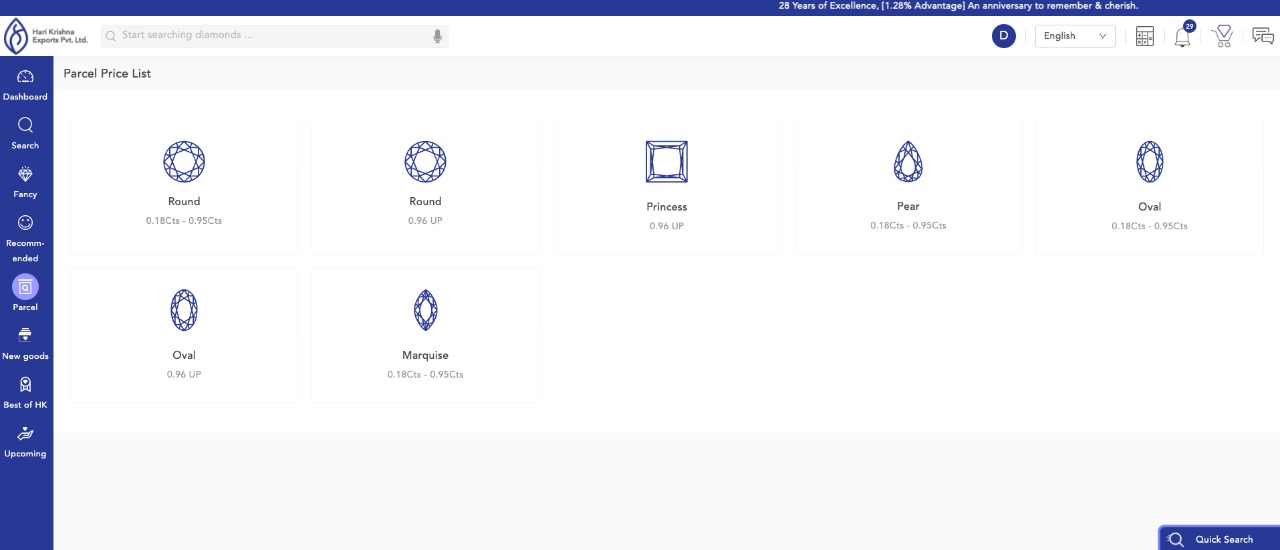 28 Years of Excellence, [1.28% Advantage] An anniversary to remember & cherish.
Hari Krishna
Exports Pvt. Ltd.
Start searching diamonds ...
D
English
29
Parcel Price List
Dashboard
Search
Fancy
Recomm-
ended
Parcel
New goods
Best of HK
Upcoming
Round
0.18Cts - 0.95Cts
Round
0.96 UP
Princess
0.96 UP
Pear
0.18Cts - 0.95Cts
Oval
0.18Cts - 0.95Cts
Oval
0.96 UP
Marquise
0.18Cts - 0.95Cts
Quick Search